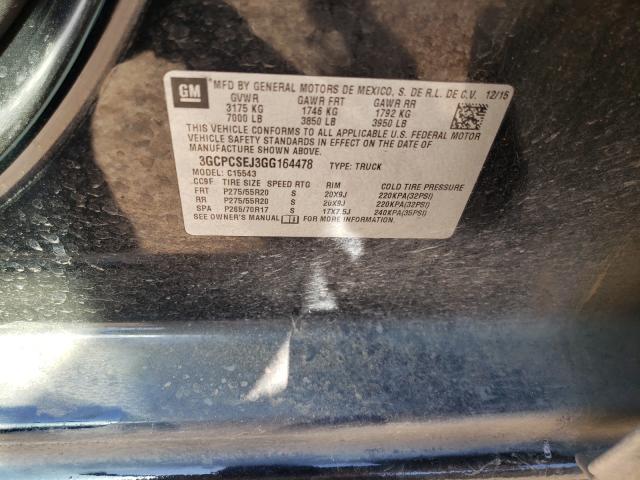 GM MFD BY GENERAL MOTORS DE MEXICO, S. DE R.L. DE C.V. 12/15
GVWR GAWR FRT GAWR RR
3175 KG 1746 KG 1792 KG
7000 LB 3850 LB 3950 LB
THIS VEHICLE CONFORMS TO ALL APPLICABLE U.S. FEDERAL MOTOR
VEHICLE SAFETY STANDARDS IN EFFECT ON THE DATE OF
MANUFACTURE SHOWN ABOVE.
3GCPCSEJ3GG164478 TYPE: TRUCK
MODEL: C15543
CC9F TIRE SIZE SPEED RTG RIM COLD TIRE PRESSURE
FRT P275/55R20 S 20X9J 220KPA(32PSI)
RR P275/55R20 S 20X9J 220KPA(32PSI)
SPA P265/70R17 S 17X7.5J 240KPA(35PSI)
SEE OWNER'S MANUAL FOR MORE INFORMATION.